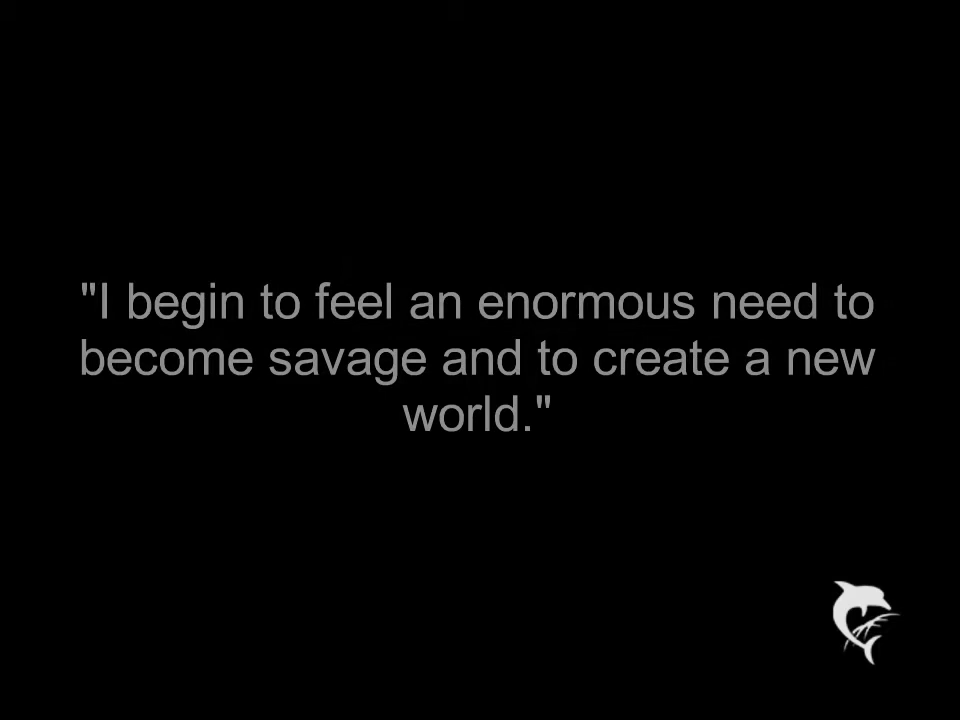 "I begin to feel an enormous need to
become savage and to create a new
world."